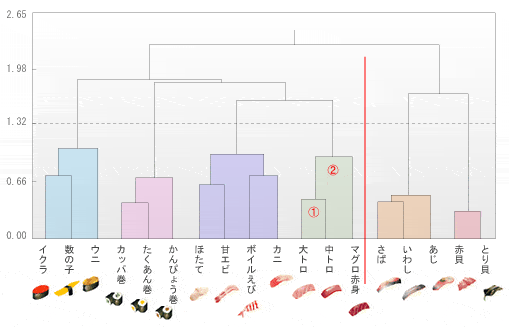 2.65
1.98
1.32
0.66
0.00
①
②
イクラ
数の子
ウニ
カッパ巻
たくあん巻
かんぴょう巻
ほたて
甘エビ
ボイルえび
カニ
大トロ
中トロ
マグロ赤身
さば
いわし
あじ
赤貝
とり貝